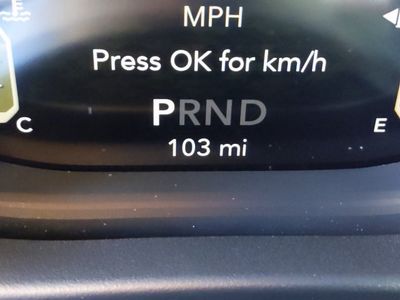 MPH
Press OK for km/h
PRND
C
E
103 mi